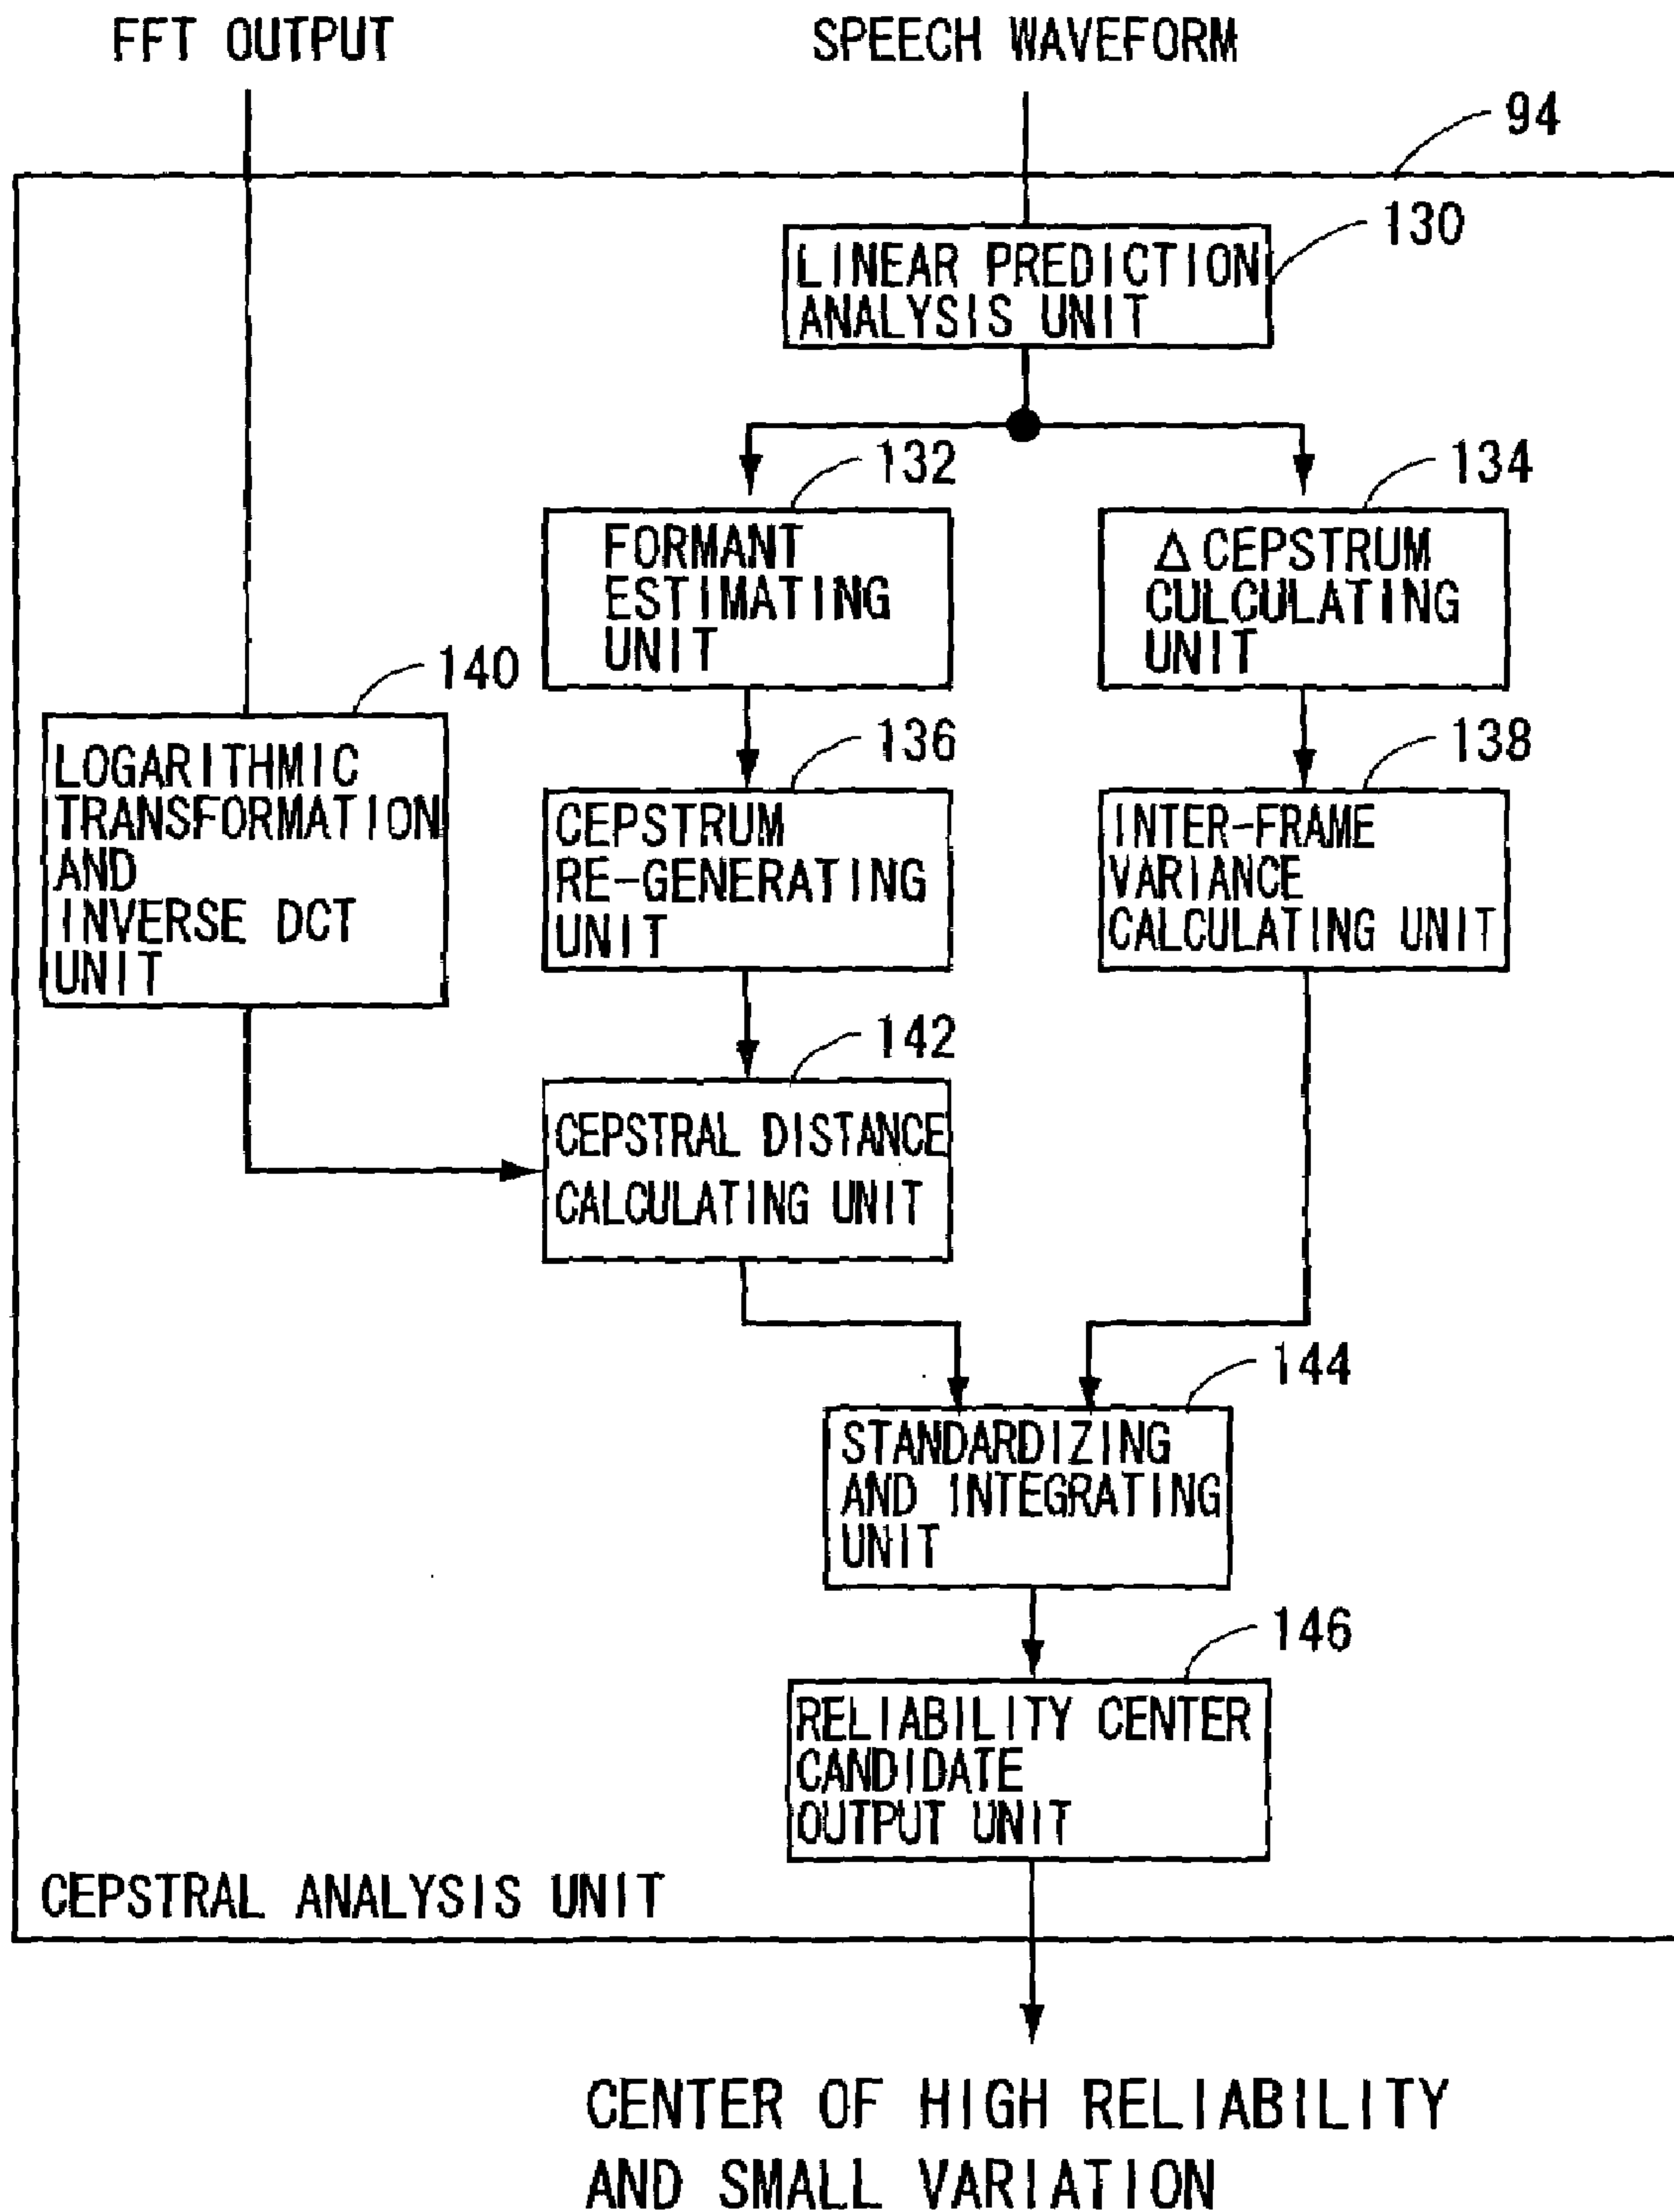 FFT OUTPUT
SPEECH WAVEFORM
94
130
LINEAR PREDICTION
ANALYSIS UNIT
132
134
FORMANT
ESTIMATING
UNIT
Δ CEPSTRUM
CULCULATING
UNIT
140
136
138
LOGARITHMIC
TRANSFORMATION
AND
INVERSE DCT
UNIT
CEPSTRUM
RE-GENERATING
UNIT
INTER-FRAME
VARIANCE
CALCULATING UNIT
142
CEPSTRAL DISTANCE
CALCULATING UNIT
144
STANDARDIZING
AND INTEGRATING
UNIT
146
RELIABILITY CENTER
CANDIDATE
OUTPUT UNIT
CEPSTRAL ANALYSIS UNIT
CENTER OF HIGH RELIABILITY
AND SMALL VARIATION